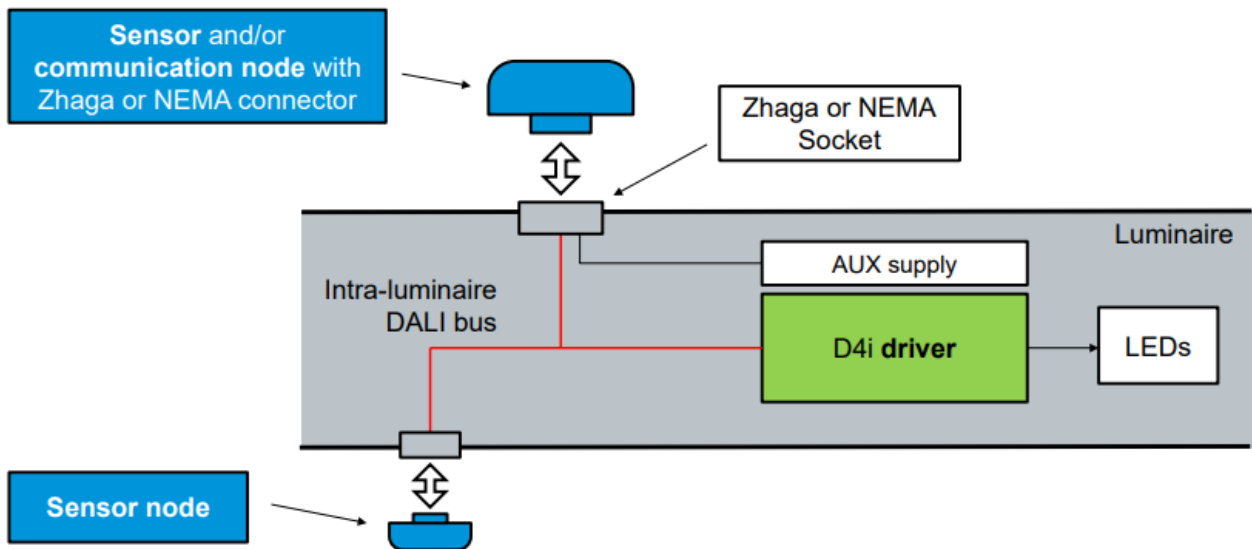 Sensor and/or
communication node with
Zhaga or NEMA connector
Zhaga or NEMA
Socket
Luminaire
AUX supply
Intra-luminaire
DALI bus
D4i driver
LEDs
Sensor node